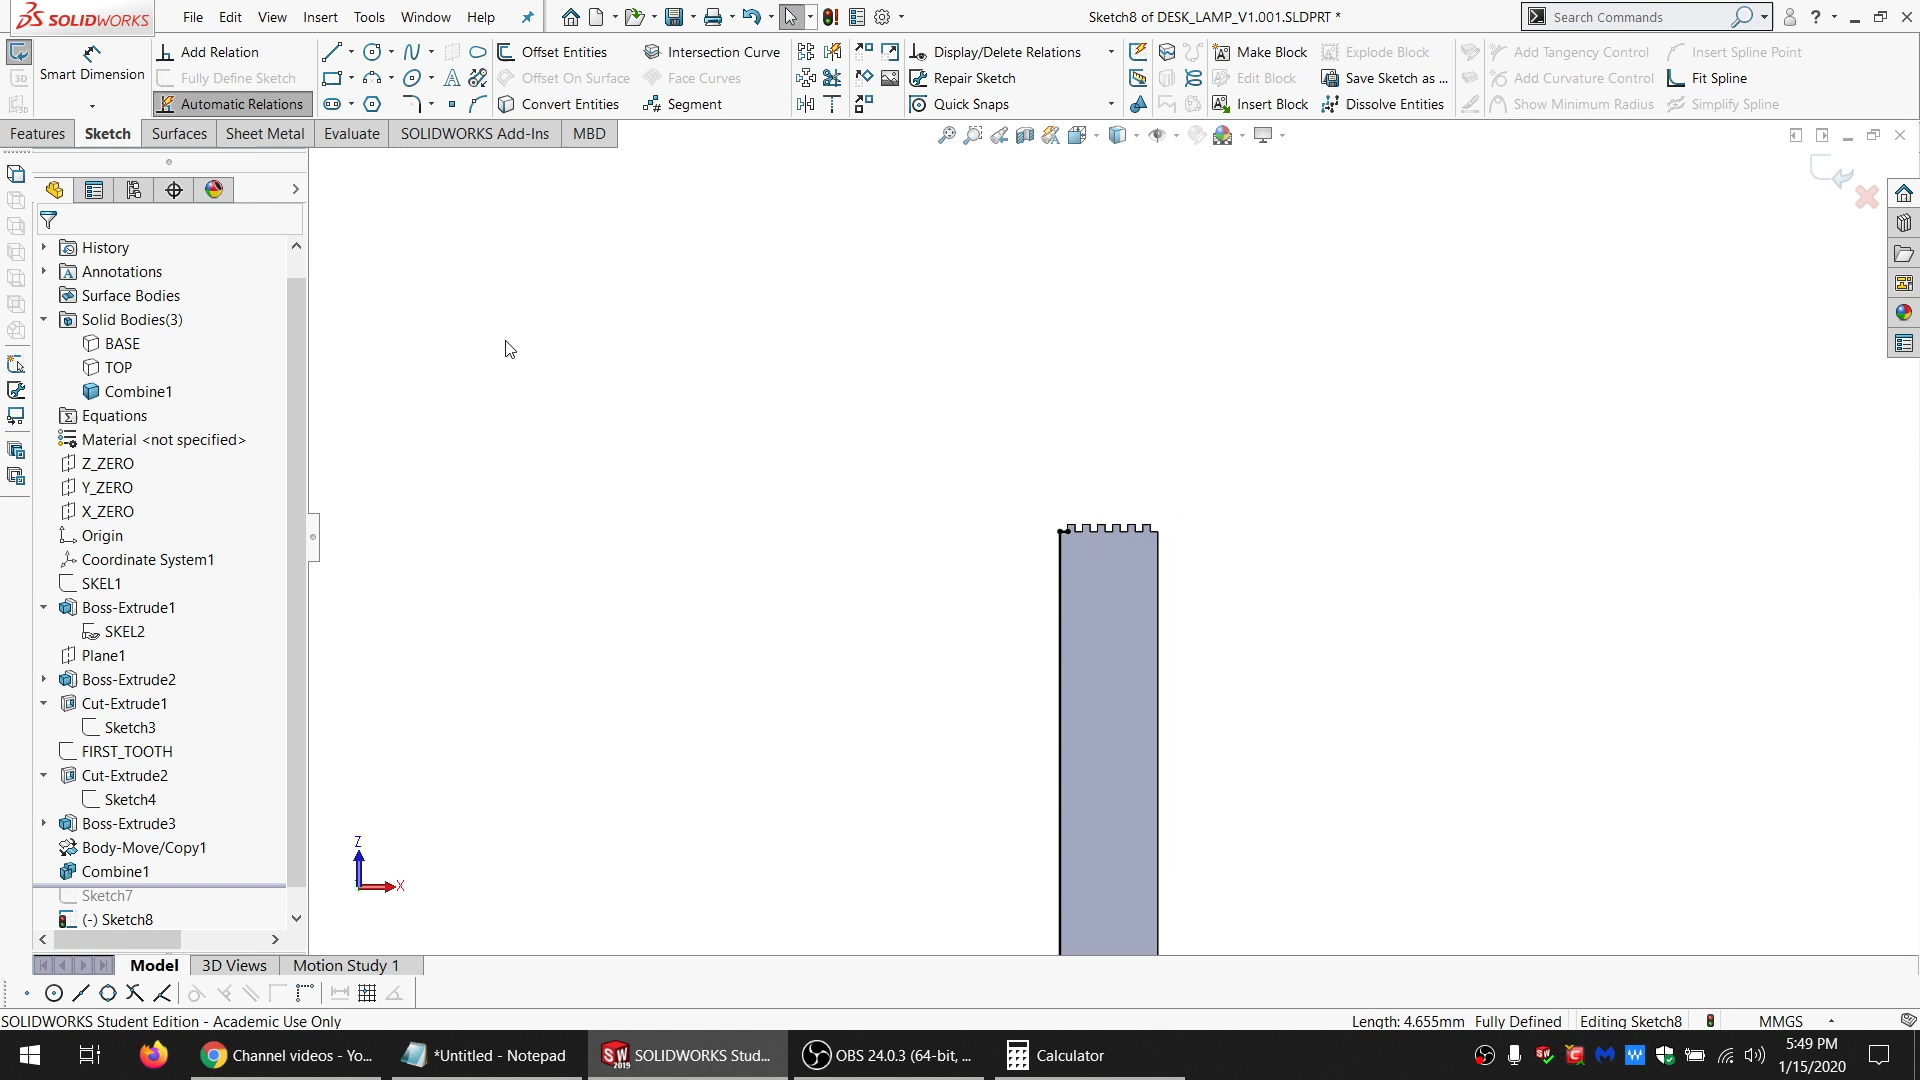 SOLIDWORKS File Edit View Insert Tools Window Help Sketch8 of DESK_LAMP_V1.001.SLDPRT * Search Commands
Smart Dimension
Add Relation
Fully Define Sketch
Automatic Relations
Offset Entities
Offset On Surface
Convert Entities
Intersection Curve
Face Curves
Segment
Display/Delete Relations
Repair Sketch
Quick Snaps
Make Block
Edit Block
Insert Block
Explode Block
Save Sketch as ...
Dissolve Entities
Add Tangency Control
Add Curvature Control
Show Minimum Radius
Insert Spline Point
Fit Spline
Simplify Spline
Features Sketch Surfaces Sheet Metal Evaluate SOLIDWORKS Add-Ins MBD
History
Annotations
Surface Bodies
Solid Bodies(3)
BASE
TOP
Combine1
Equations
Material <not specified>
Z_ZERO
Y_ZERO
X_ZERO
Origin
Coordinate System1
SKEL1
Boss-Extrude1
SKEL2
Plane1
Boss-Extrude2
Cut-Extrude1
Sketch3
FIRST_TOOTH
Cut-Extrude2
Sketch4
Boss-Extrude3
Body-Move/Copy1
Combine1
Sketch7
(-) Sketch8
Z
X
Model 3D Views Motion Study 1
SOLIDWORKS Student Edition - Academic Use Only Length: 4.655mm Fully Defined Editing Sketch8 MMGS
Channel videos - Yo... *Untitled - Notepad SOLIDWORKS Stud... OBS 24.0.3 (64-bit, ... Calculator
5:49 PM
1/15/2020